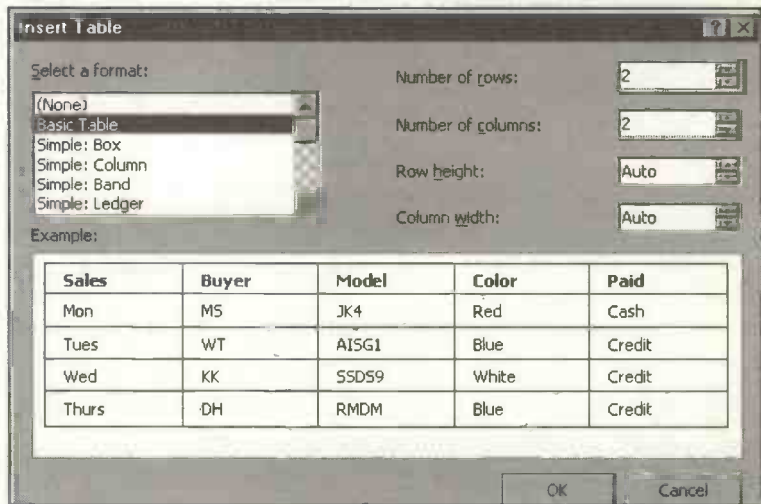 Insert Table
Select a format:
(None)
Basic Table
Simple: Box
Simple: Column
Simple: Band
Simple: Ledger
Number of rows: 2
Number of columns: 2
Row height: Auto
Column width: Auto
Example:
Sales Buyer Model Color Paid
Mon MS JK4 Red Cash
Tues WT AISG1 Blue Credit
Wed KK SSDS9 White Credit
Thurs DH RMDM Blue Credit
OK Cancel